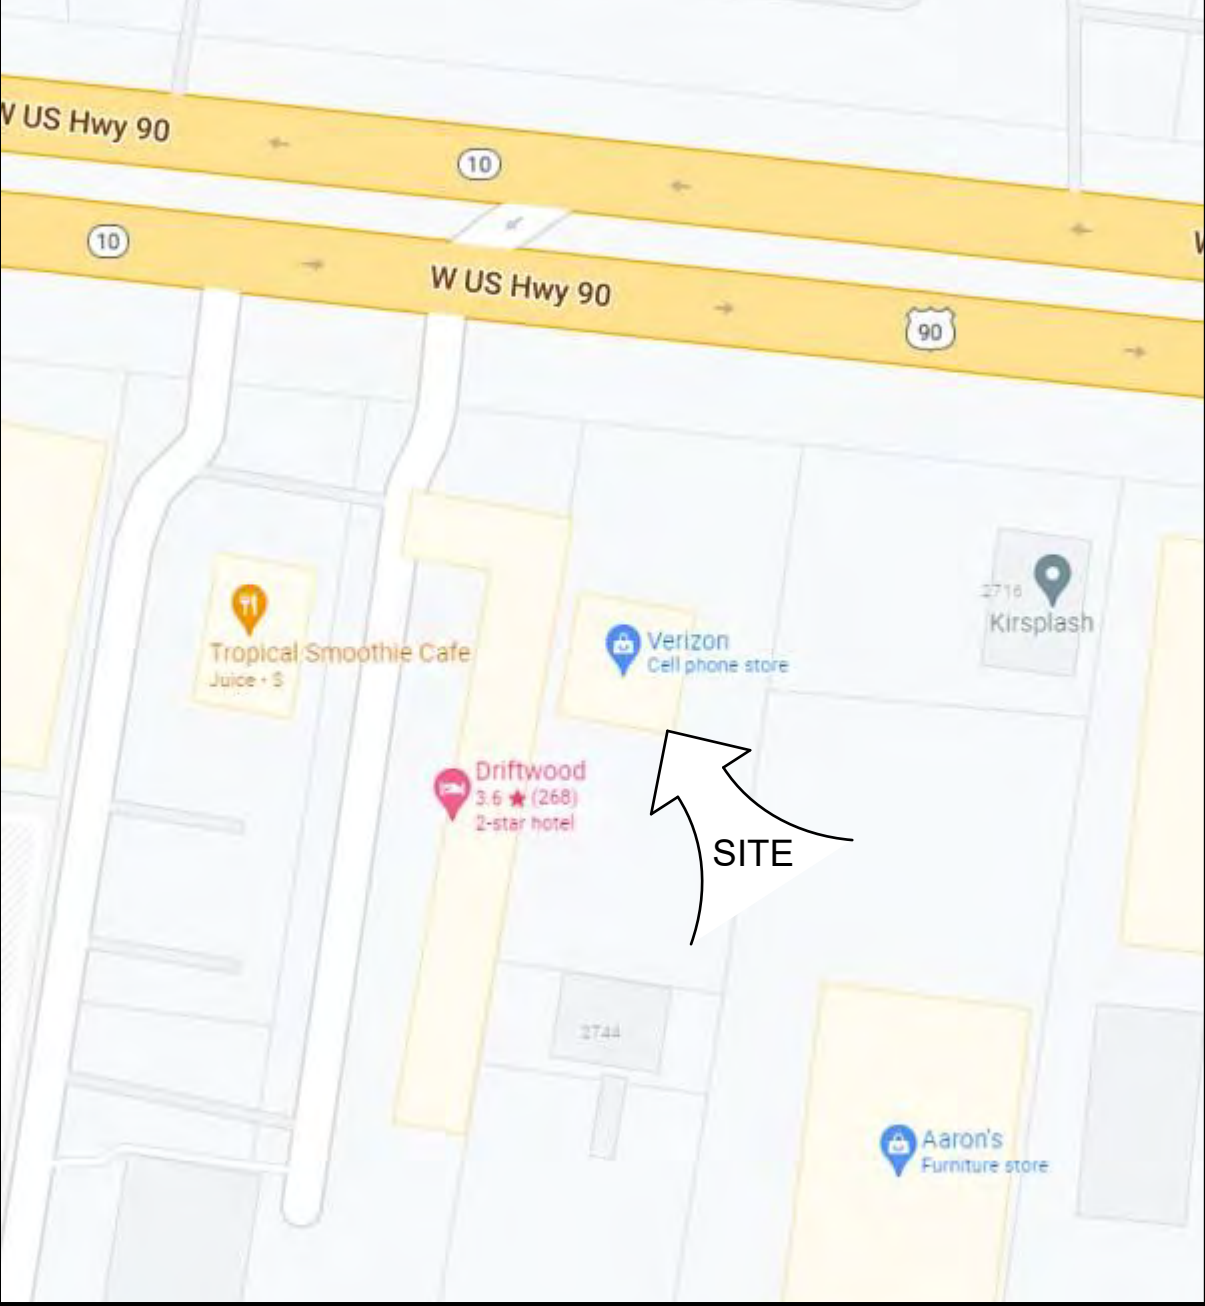 W US Hwy 90
10
10
W US Hwy 90
90
2716
Kirsplash
Verizon
Cell phone store
Tropical Smoothie Cafe
Juice • S
Driftwood
3.6 ★ (268)
2-star hotel
SITE
2744
Aaron's
Furniture store